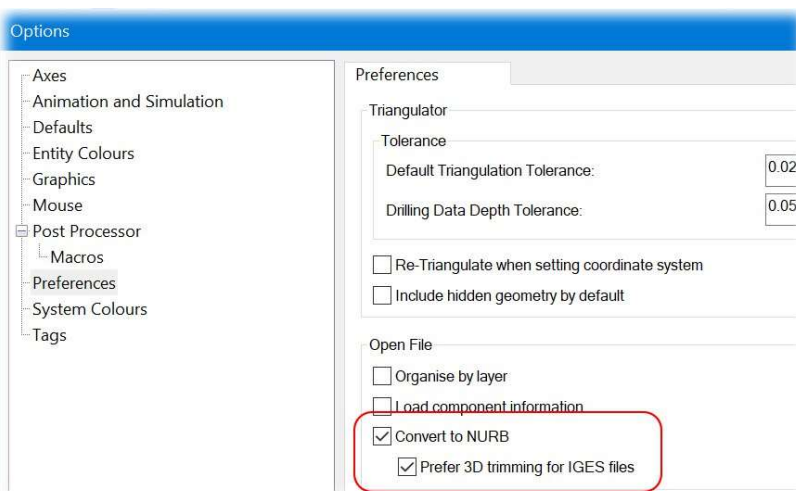 Options
Axes
Animation and Simulation
Defaults
Entity Colours
Graphics
Mouse
Post Processor
Macros
Preferences
System Colours
Tags
Preferences
Triangulator
Tolerance
Default Triangulation Tolerance: 0.02
Drilling Data Depth Tolerance: 0.05
Re-Triangulate when setting coordinate system
Include hidden geometry by default
Open File
Organise by layer
Load component information
Convert to NURB
Prefer 3D trimming for IGES files